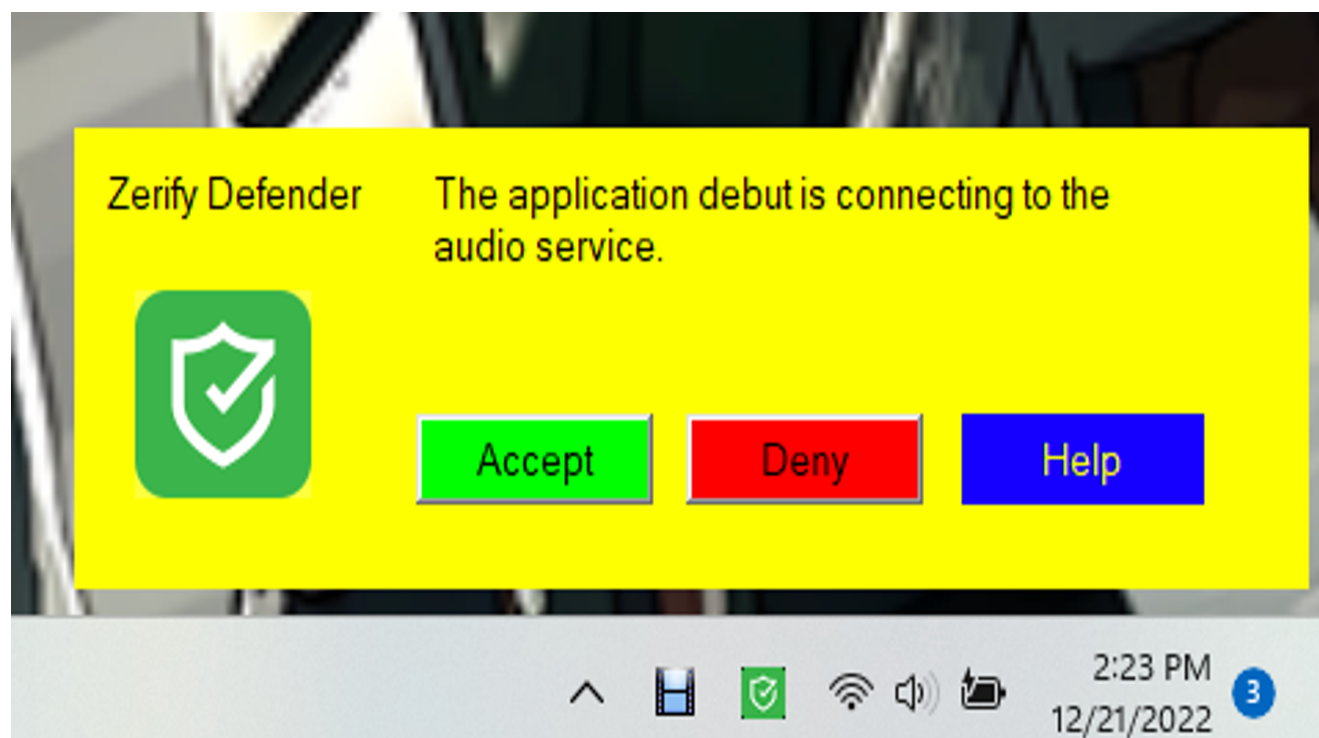 Zerify Defender
The application debut is connecting to the
audio service.
Accept
Deny
Help
2:23 PM
12/21/2022
3